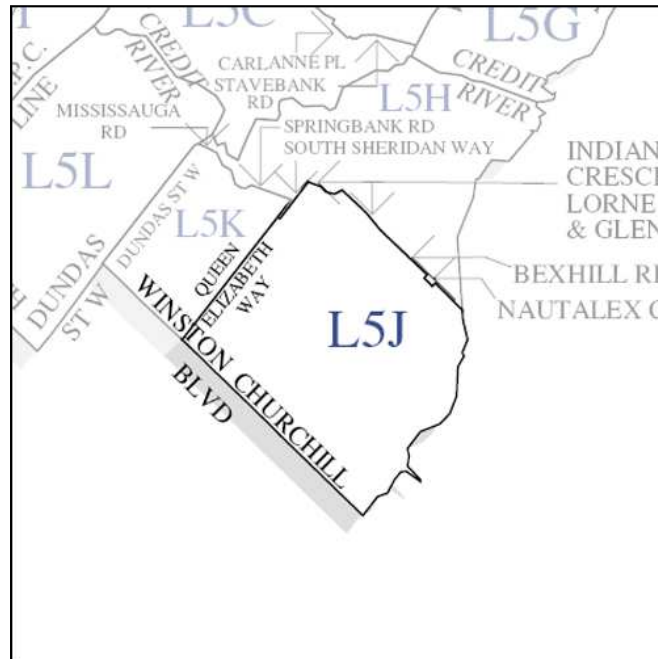 L5C
L5G
P.C.
LINE
CREDIT
RIVER
CARLANNE PL
STAVEBANK
RD
CREDIT
RIVER
L5H
MISSISSAUGA
RD
SPRINGBANK RD
SOUTH SHERIDAN WAY
INDIAN
CRESC
LORNE
& GLEN
L5L
DUNDAS ST W
L5K
DUNDAS
ST W
QUEEN
ELIZABETH
WAY
BEXHILL R
NAUTALEX
L5J
WINSTON CHURCHILL
BLVD